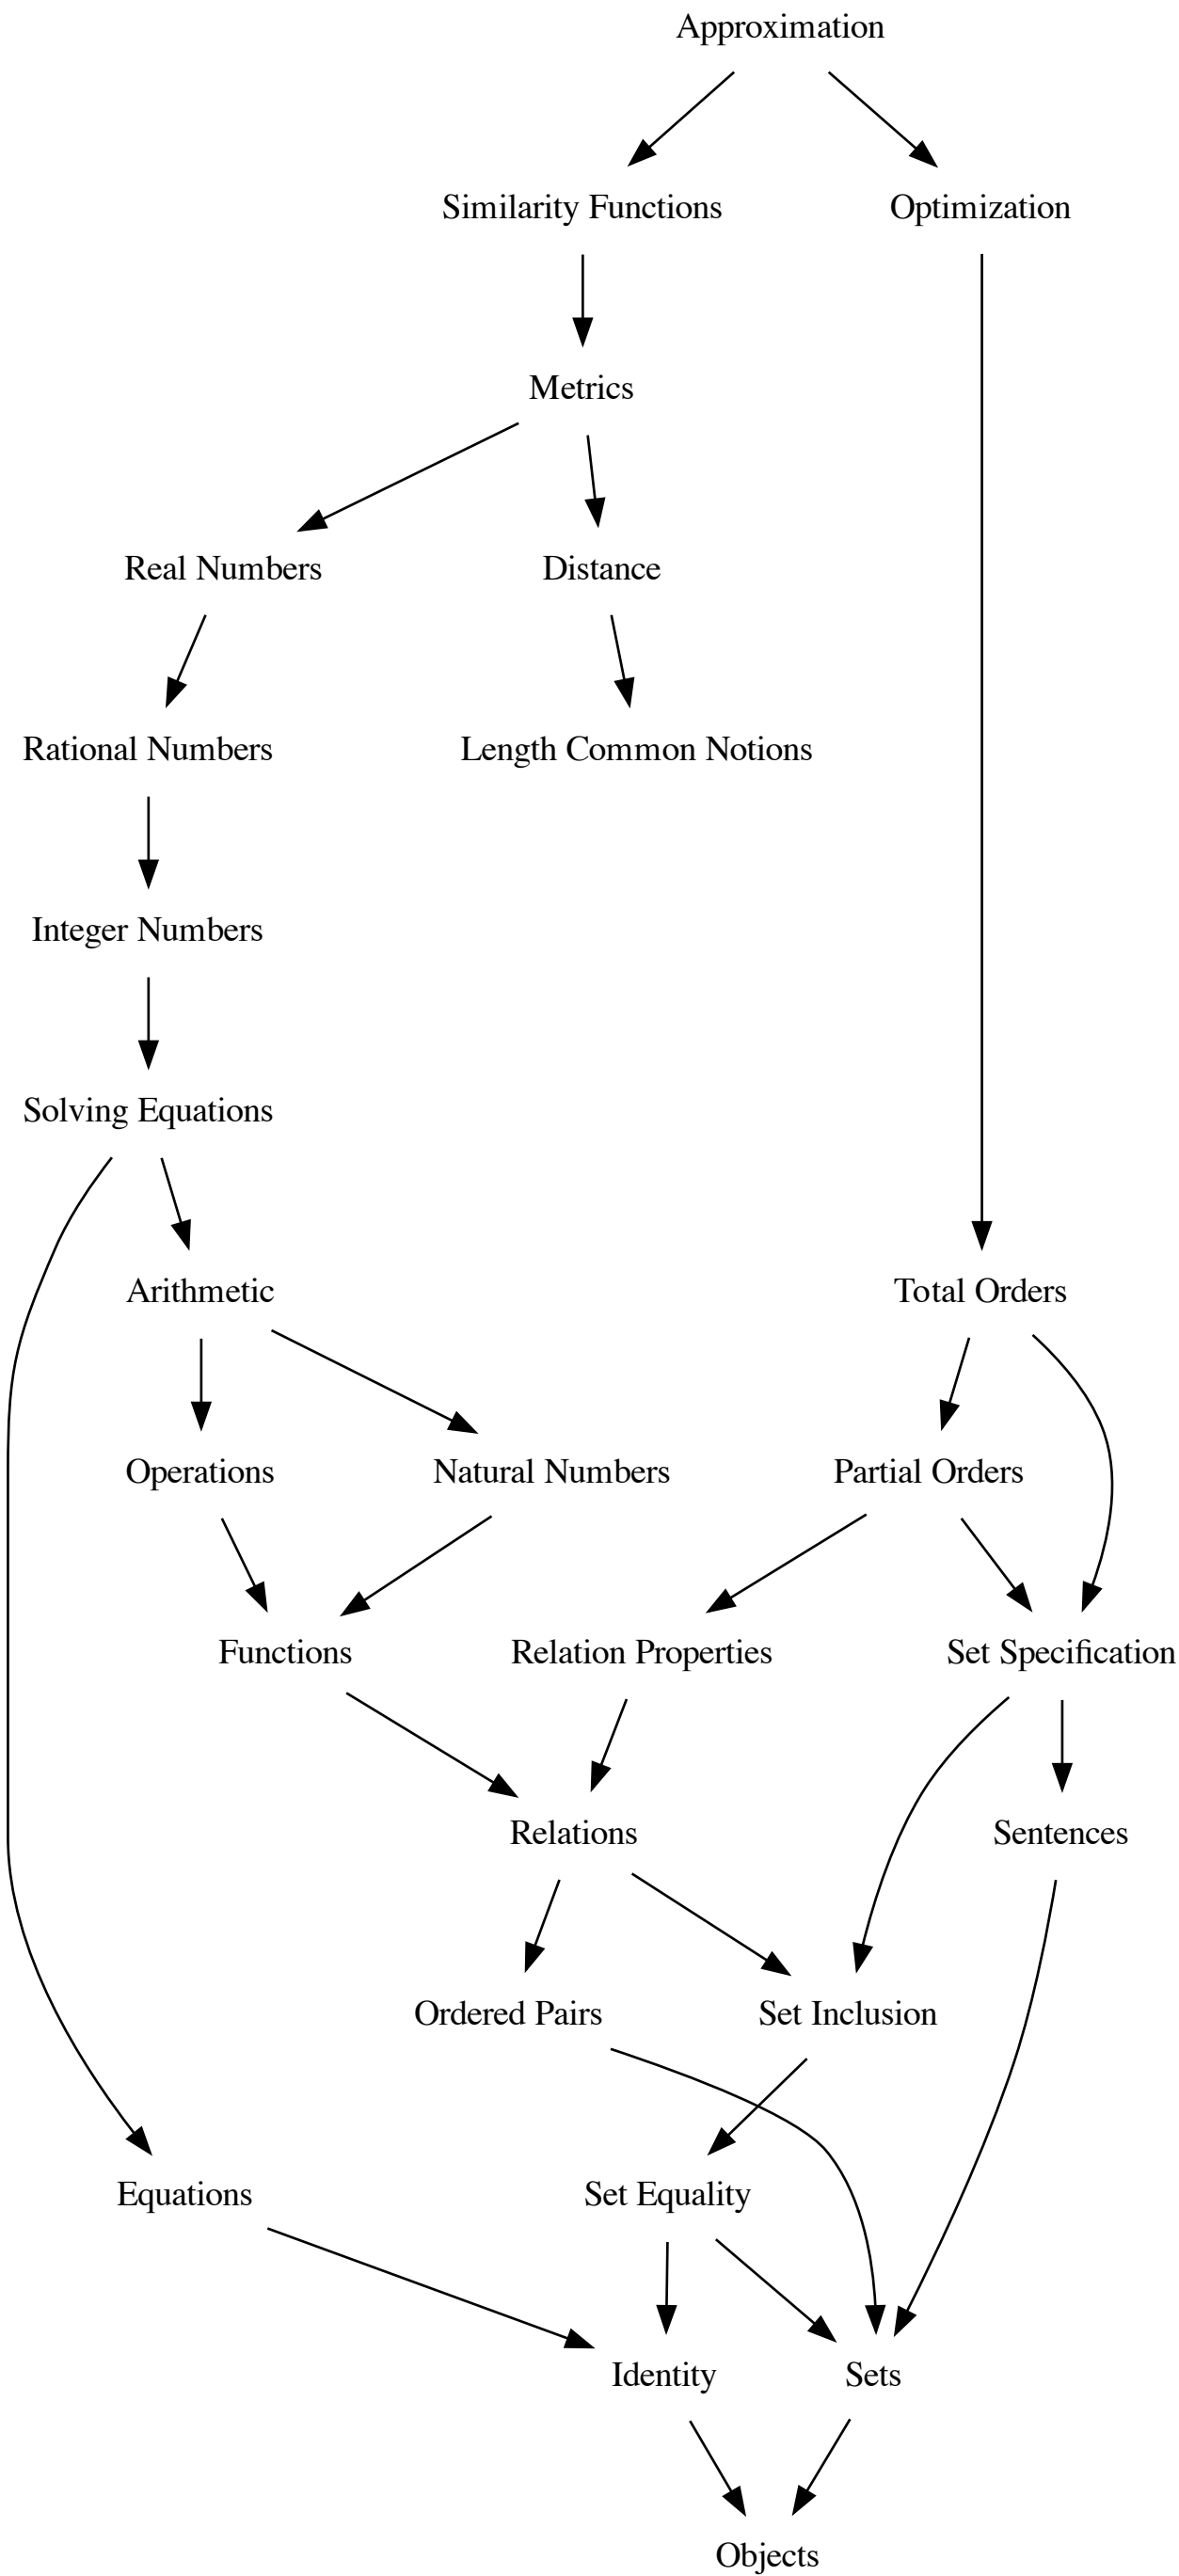 Approximation
Similarity Functions
Optimization
Metrics
Real Numbers
Distance
Rational Numbers
Length Common Notions
Integer Numbers
Solving Equations
Arithmetic
Total Orders
Operations
Natural Numbers
Partial Orders
Functions
Relation Properties
Set Specification
Relations
Sentences
Ordered Pairs
Set Inclusion
Equations
Set Equality
Identity
Sets
Objects